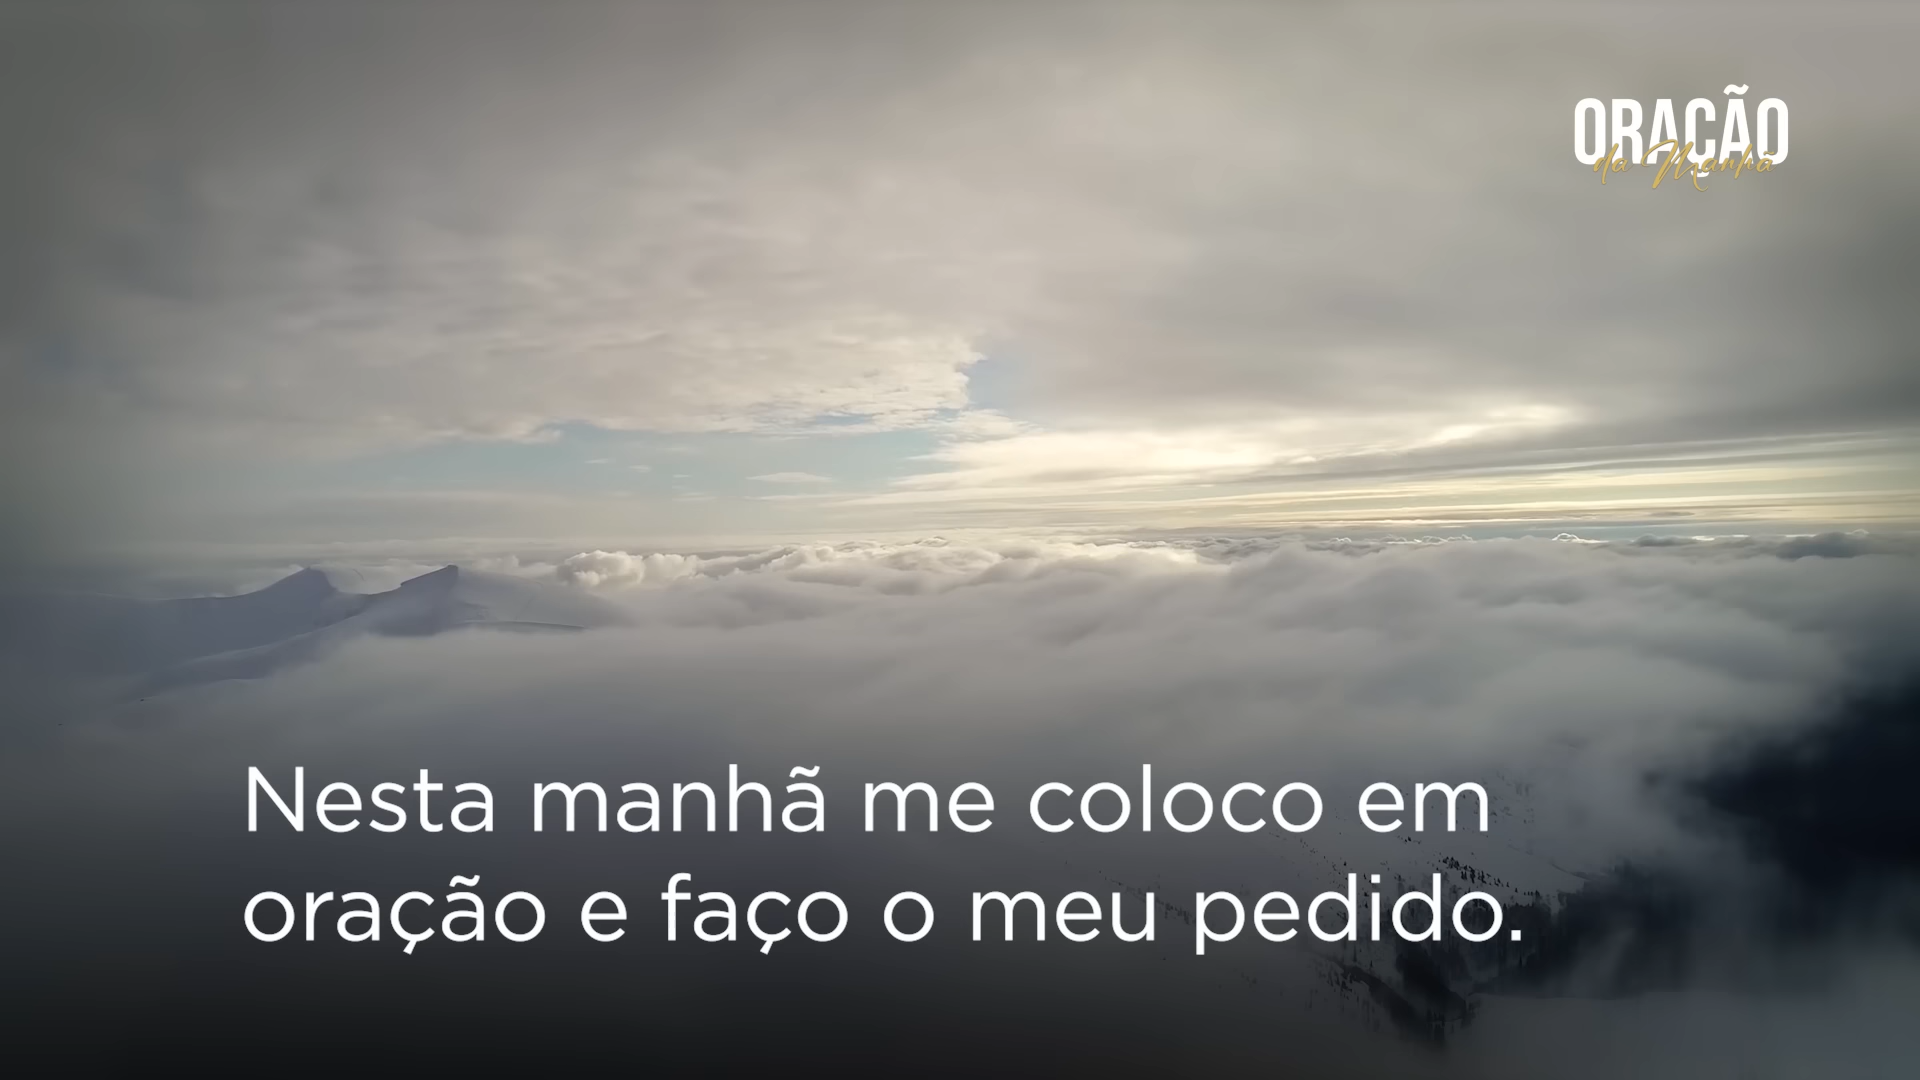 ORAÇÃO
da Manhã
Nesta manhã me coloco em
oração e faço o meu pedido.